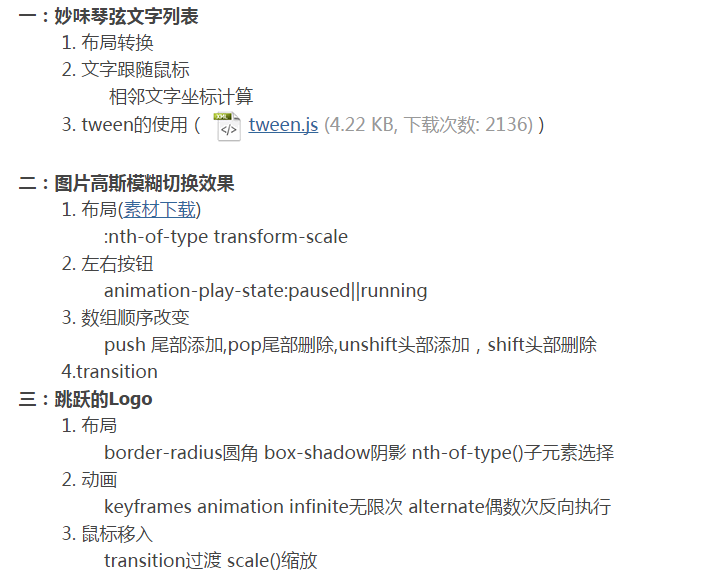 一：妙味琴弦文字列表
1. 布局转换
2. 文字跟随鼠标
相邻文字坐标计算
3. tween的使用（ XML </> tween.js (4.22 KB, 下载次数: 2136) ）
二：图片高斯模糊切换效果
1. 布局(素材下载)
:nth-of-type transform-scale
2. 左右按钮
animation-play-state:paused||running
3. 数组顺序改变
push 尾部添加,pop尾部删除,unshift头部添加，shift头部删除
4.transition
三：跳跃的Logo
1. 布局
border-radius圆角 box-shadow阴影 nth-of-type()子元素选择
2. 动画
keyframes animation infinite无限次 alternate偶数次反向执行
3. 鼠标移入
transition过渡 scale()缩放